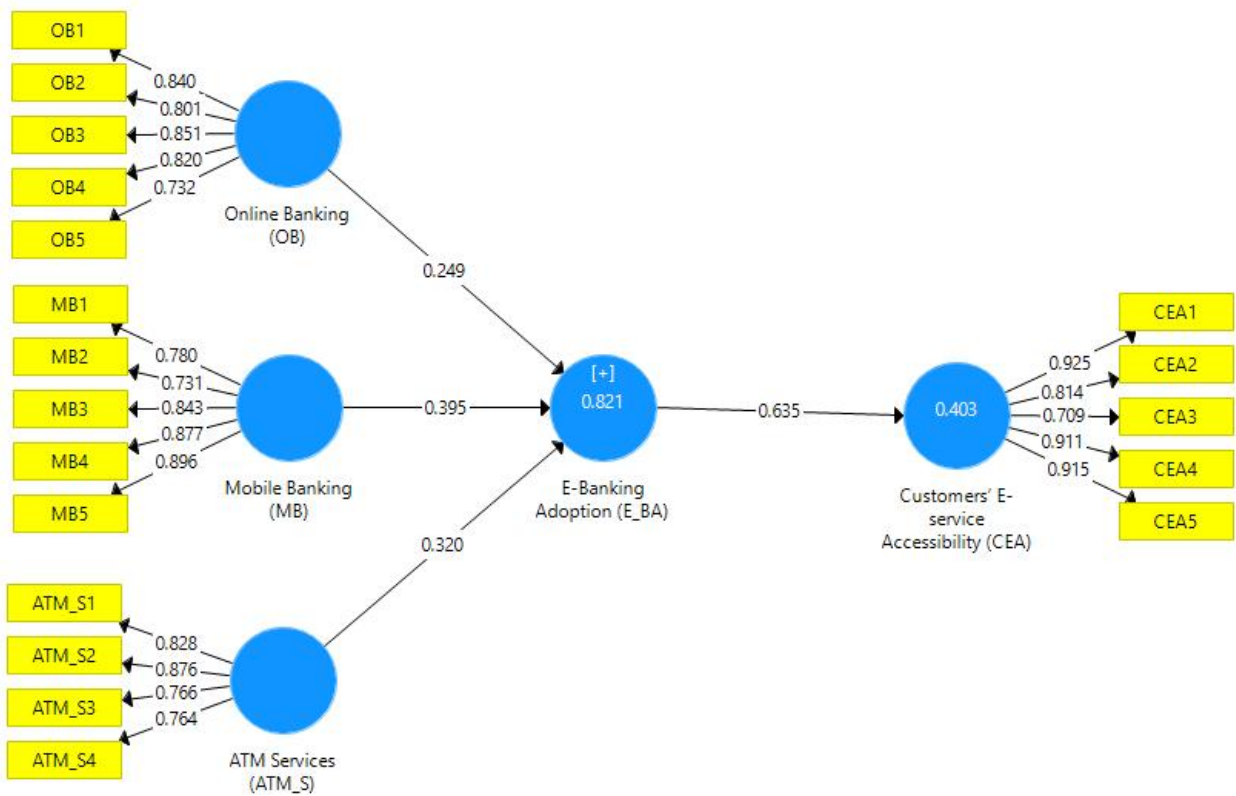 OB1
OB2
OB3
OB4
OB5
0.840
0.801
0.851
0.820
0.732
Online Banking
(OB)
0.249
MB1
MB2
MB3
MB4
MB5
0.780
0.731
0.843
0.877
0.896
Mobile Banking
(MB)
0.395
ATM_S1
ATM_S2
ATM_S3
ATM_S4
0.828
0.876
0.766
0.764
ATM Services
(ATM_S)
0.320
[+]
0.821
E-Banking
Adoption (E_BA)
0.635
0.403
Customers’ E-
service
Accessibility (CEA)
0.925
0.814
0.709
0.911
0.915
CEA1
CEA2
CEA3
CEA4
CEA5